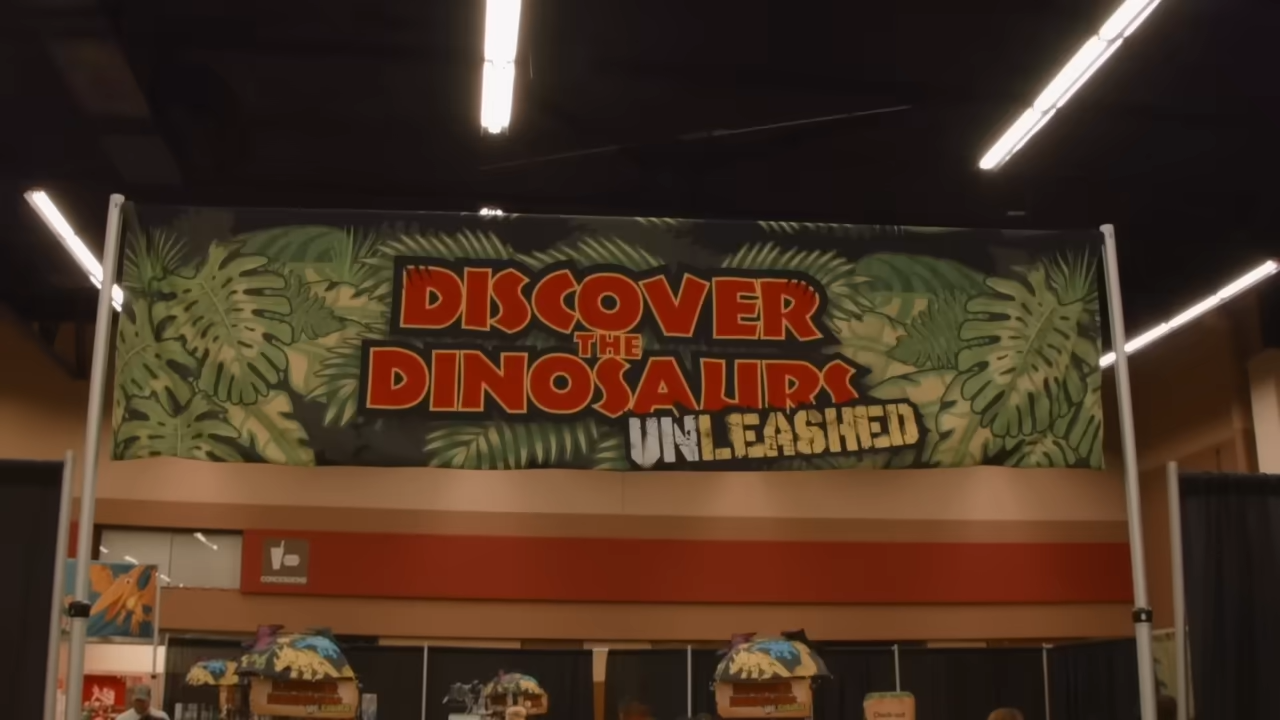 DISCOVER
THE
DINOSAURS
UNLEASHED
CONCESSIONS